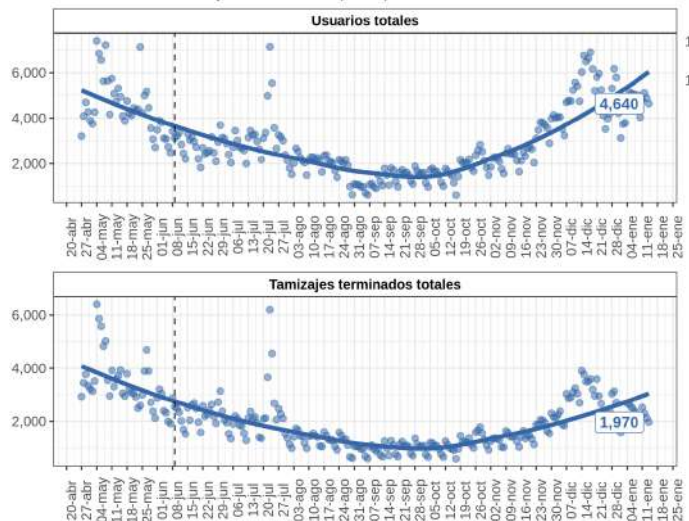 Usuarios totales
6,000
4,000
2,000
4,640
20-abr
27-abr
04-may
11-may
18-may
25-may
01-jun
08-jun
15-jun
22-jun
29-jun
06-jul
13-jul
20-jul
27-jul
03-ago
10-ago
17-ago
24-ago
31-ago
07-sep
14-sep
21-sep
28-sep
05-oct
12-oct
19-oct
26-oct
02-nov
09-nov
16-nov
23-nov
30-nov
07-dic
14-dic
21-dic
28-dic
04-ene
11-ene
18-ene
25-ene
Tamizajes terminados totales
6,000
4,000
2,000
1,970
20-abr
27-abr
04-may
11-may
18-may
25-may
01-jun
08-jun
15-jun
22-jun
29-jun
06-jul
13-jul
20-jul
27-jul
03-ago
10-ago
17-ago
24-ago
31-ago
07-sep
14-sep
21-sep
28-sep
05-oct
12-oct
19-oct
26-oct
02-nov
09-nov
16-nov
23-nov
30-nov
07-dic
14-dic
21-dic
28-dic
04-ene
11-ene
18-ene
25-ene